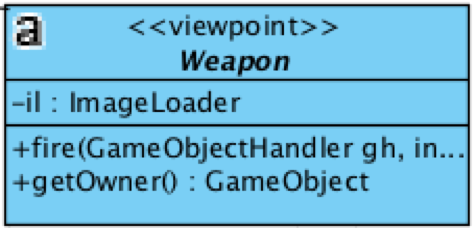 a
<<viewpoint>>
Weapon
-il : ImageLoader
+fire(GameObjectHandler gh, in...
+getOwner() : GameObject